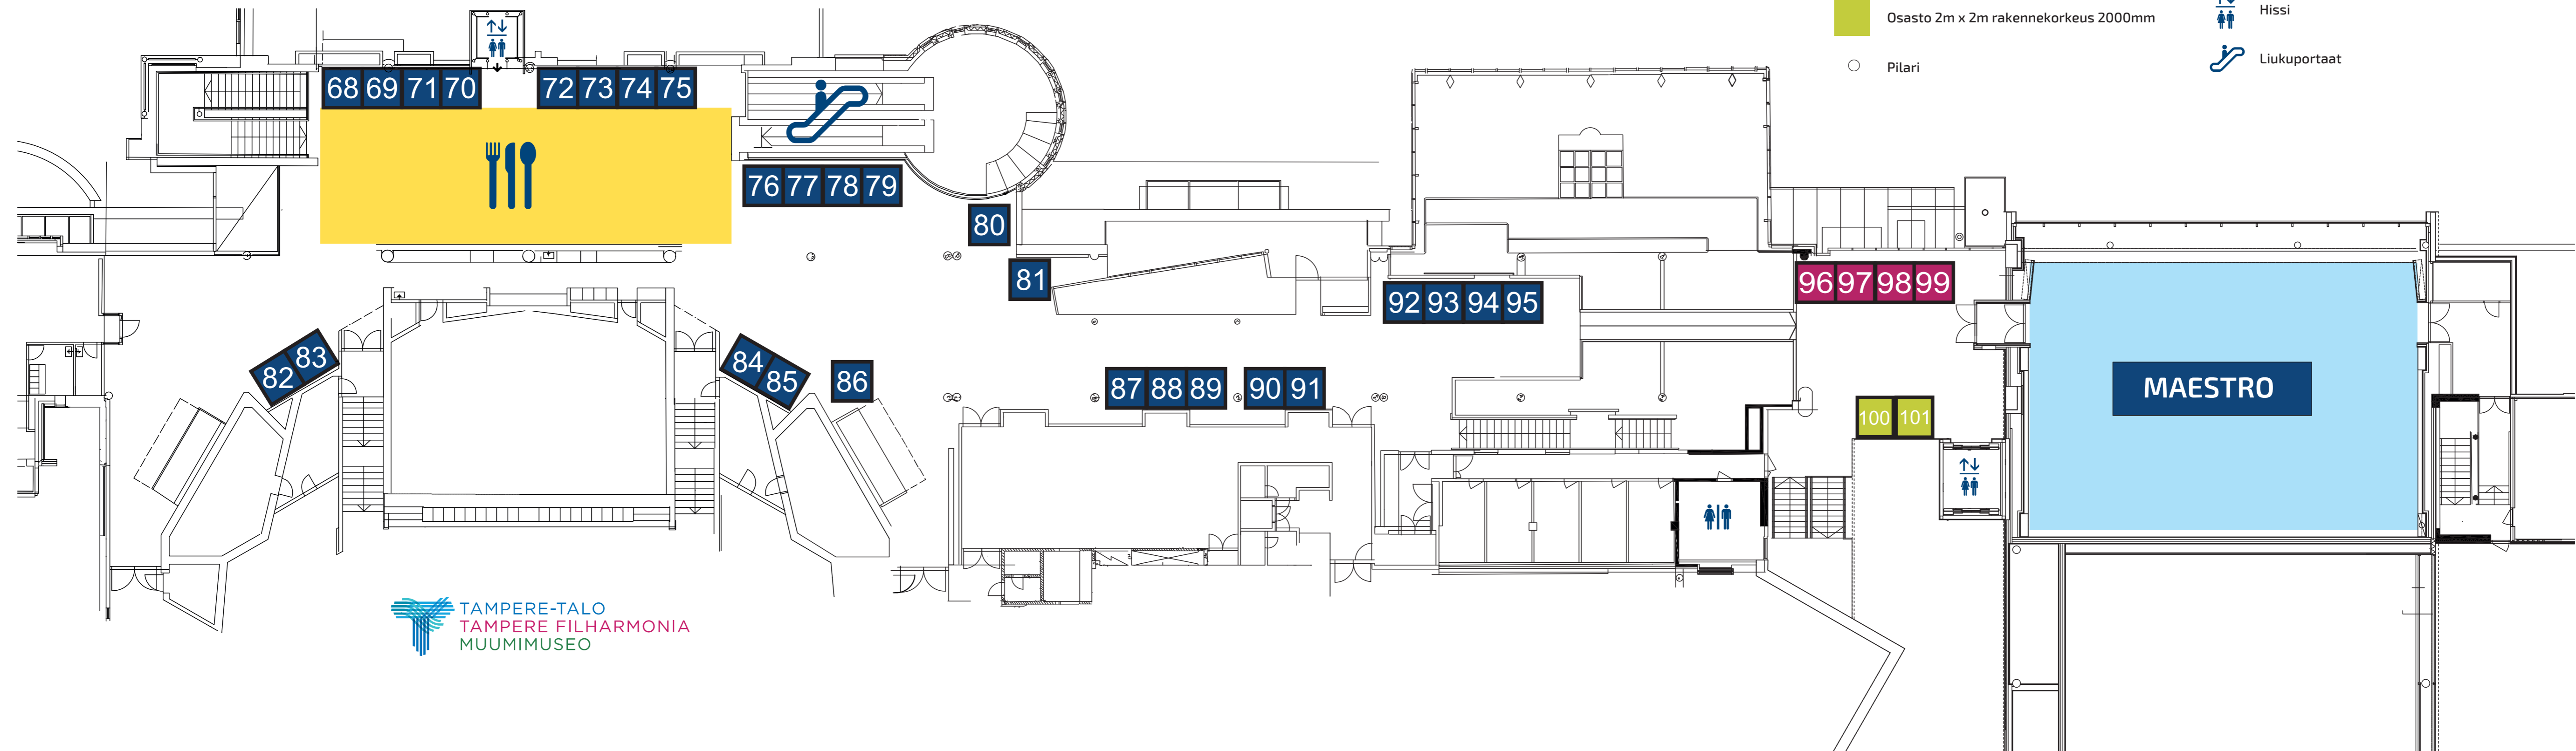 Osasto 2m x 2m rakennekorkeus 2000mm
Hissi
Pilari
Liukuportaat
68 69 71 70
72 73 74 75
76 77 78 79
80
81
82 83
84 85
86
87 88 89
90 91
92 93 94 95
96 97 98 99
100 101
MAESTRO
TAMPERE-TALO
TAMPERE FILHARMONIA
MUUMIMUSEO